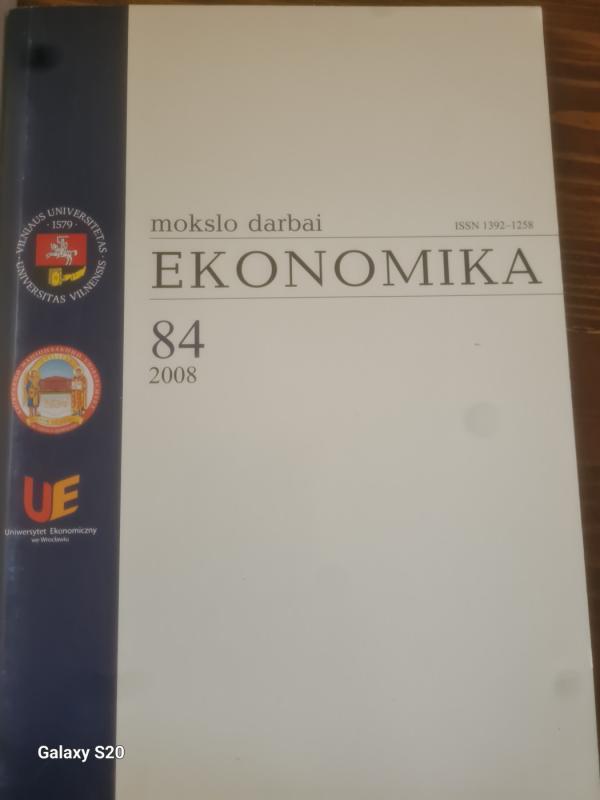 mokslo darbai
ISSN 1392–1258
EKONOMIKA
84
2008
VILNIAUS UNIVERSITETAS
· 1579 ·
UNIVERSITAS VILNENSIS
UE
Uniwersytet Ekonomiczny
we Wrocławiu
Galaxy S20